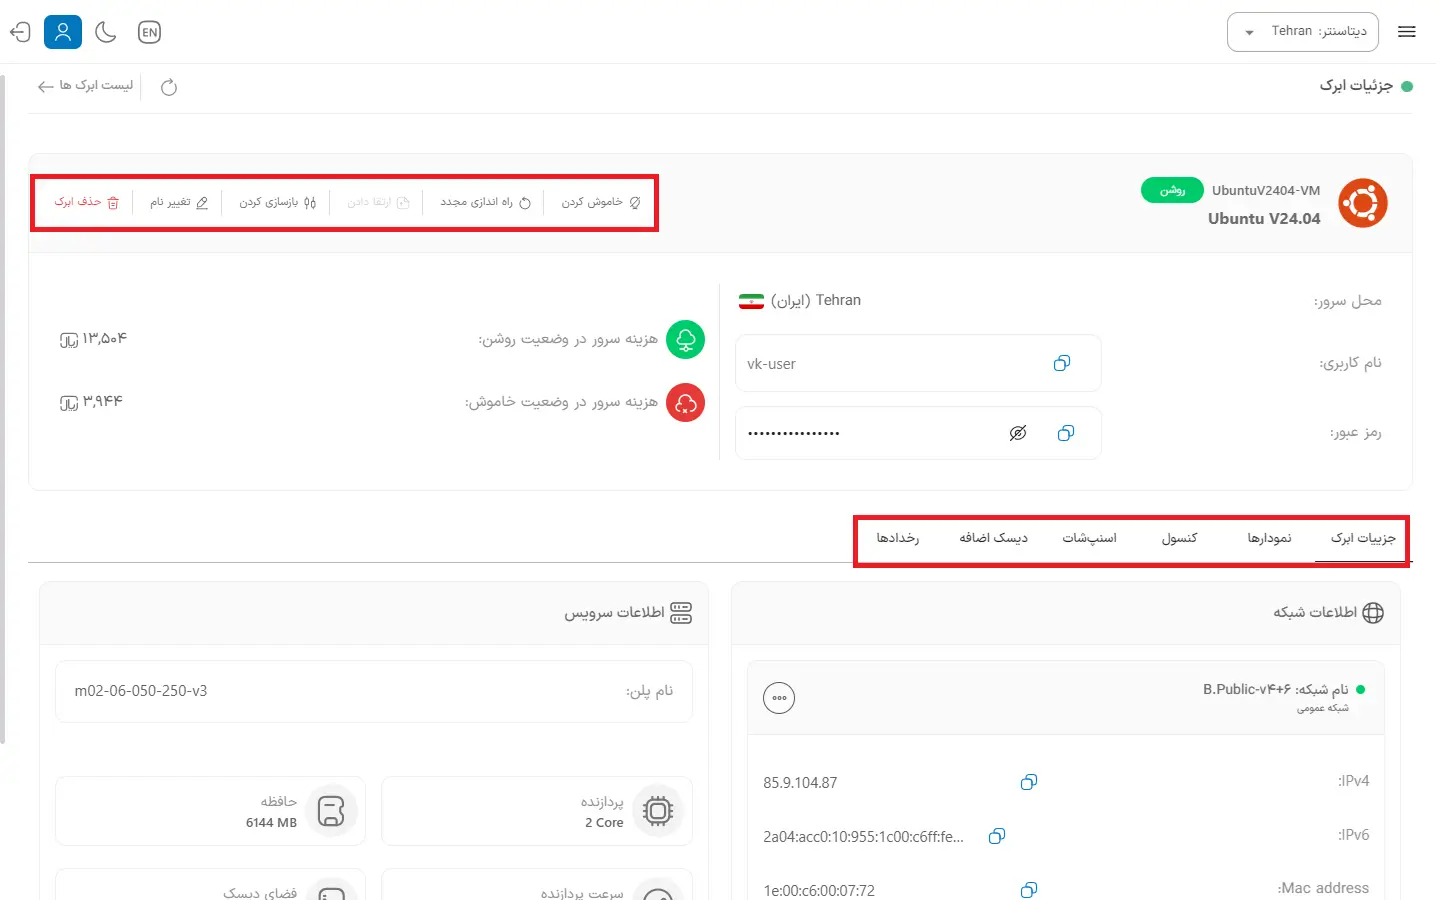 دیتاسنتر: Tehran
EN
جزئیات ابرک
لیست ابرک ها
UbuntuV2404-VM
روشن
Ubuntu V24.04
خاموش کردن
راه اندازی مجدد
ارتقا دادن
بازسازی کردن
تغییر نام
حذف ابرک
محل سرور:
Tehran (ایران)
نام کاربری:
vk-user
رمز عبور:
••••••••••••••••
هزینه سرور در وضعیت روشن:
۱۳,۵۰۴ ریال
هزینه سرور در وضعیت خاموش:
۳,۹۴۴ ریال
جزییات ابرک
نمودارها
کنسول
اسنپ‌شات
دیسک اضافه
رخدادها
اطلاعات شبکه
نام شبکه: B.Public-v۴+۶
شبکه عمومی
IPv4:
85.9.104.87
IPv6:
2a04:acc0:10:955:1c00:c6ff:fe...
Mac address:
1e:00:c6:00:07:72
اطلاعات سرویس
نام پلن:
m02-06-050-250-v3
پردازنده
2 Core
حافظه
6144 MB
سرعت پردازنده
فضای دیسک